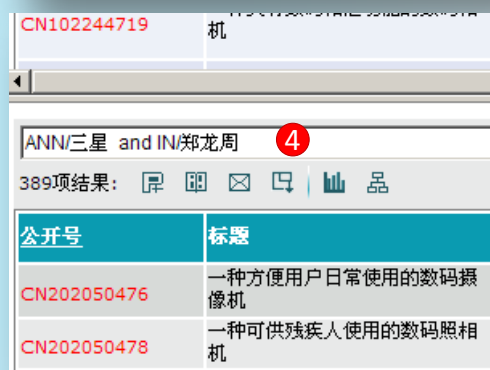 CN102244719
机
ANN/三星 and IN/郑龙周
4
389项结果:
公开号 标题
CN202050476
一种方便用户日常使用的数码摄
像机
CN202050478
一种可供残疾人使用的数码照相
机